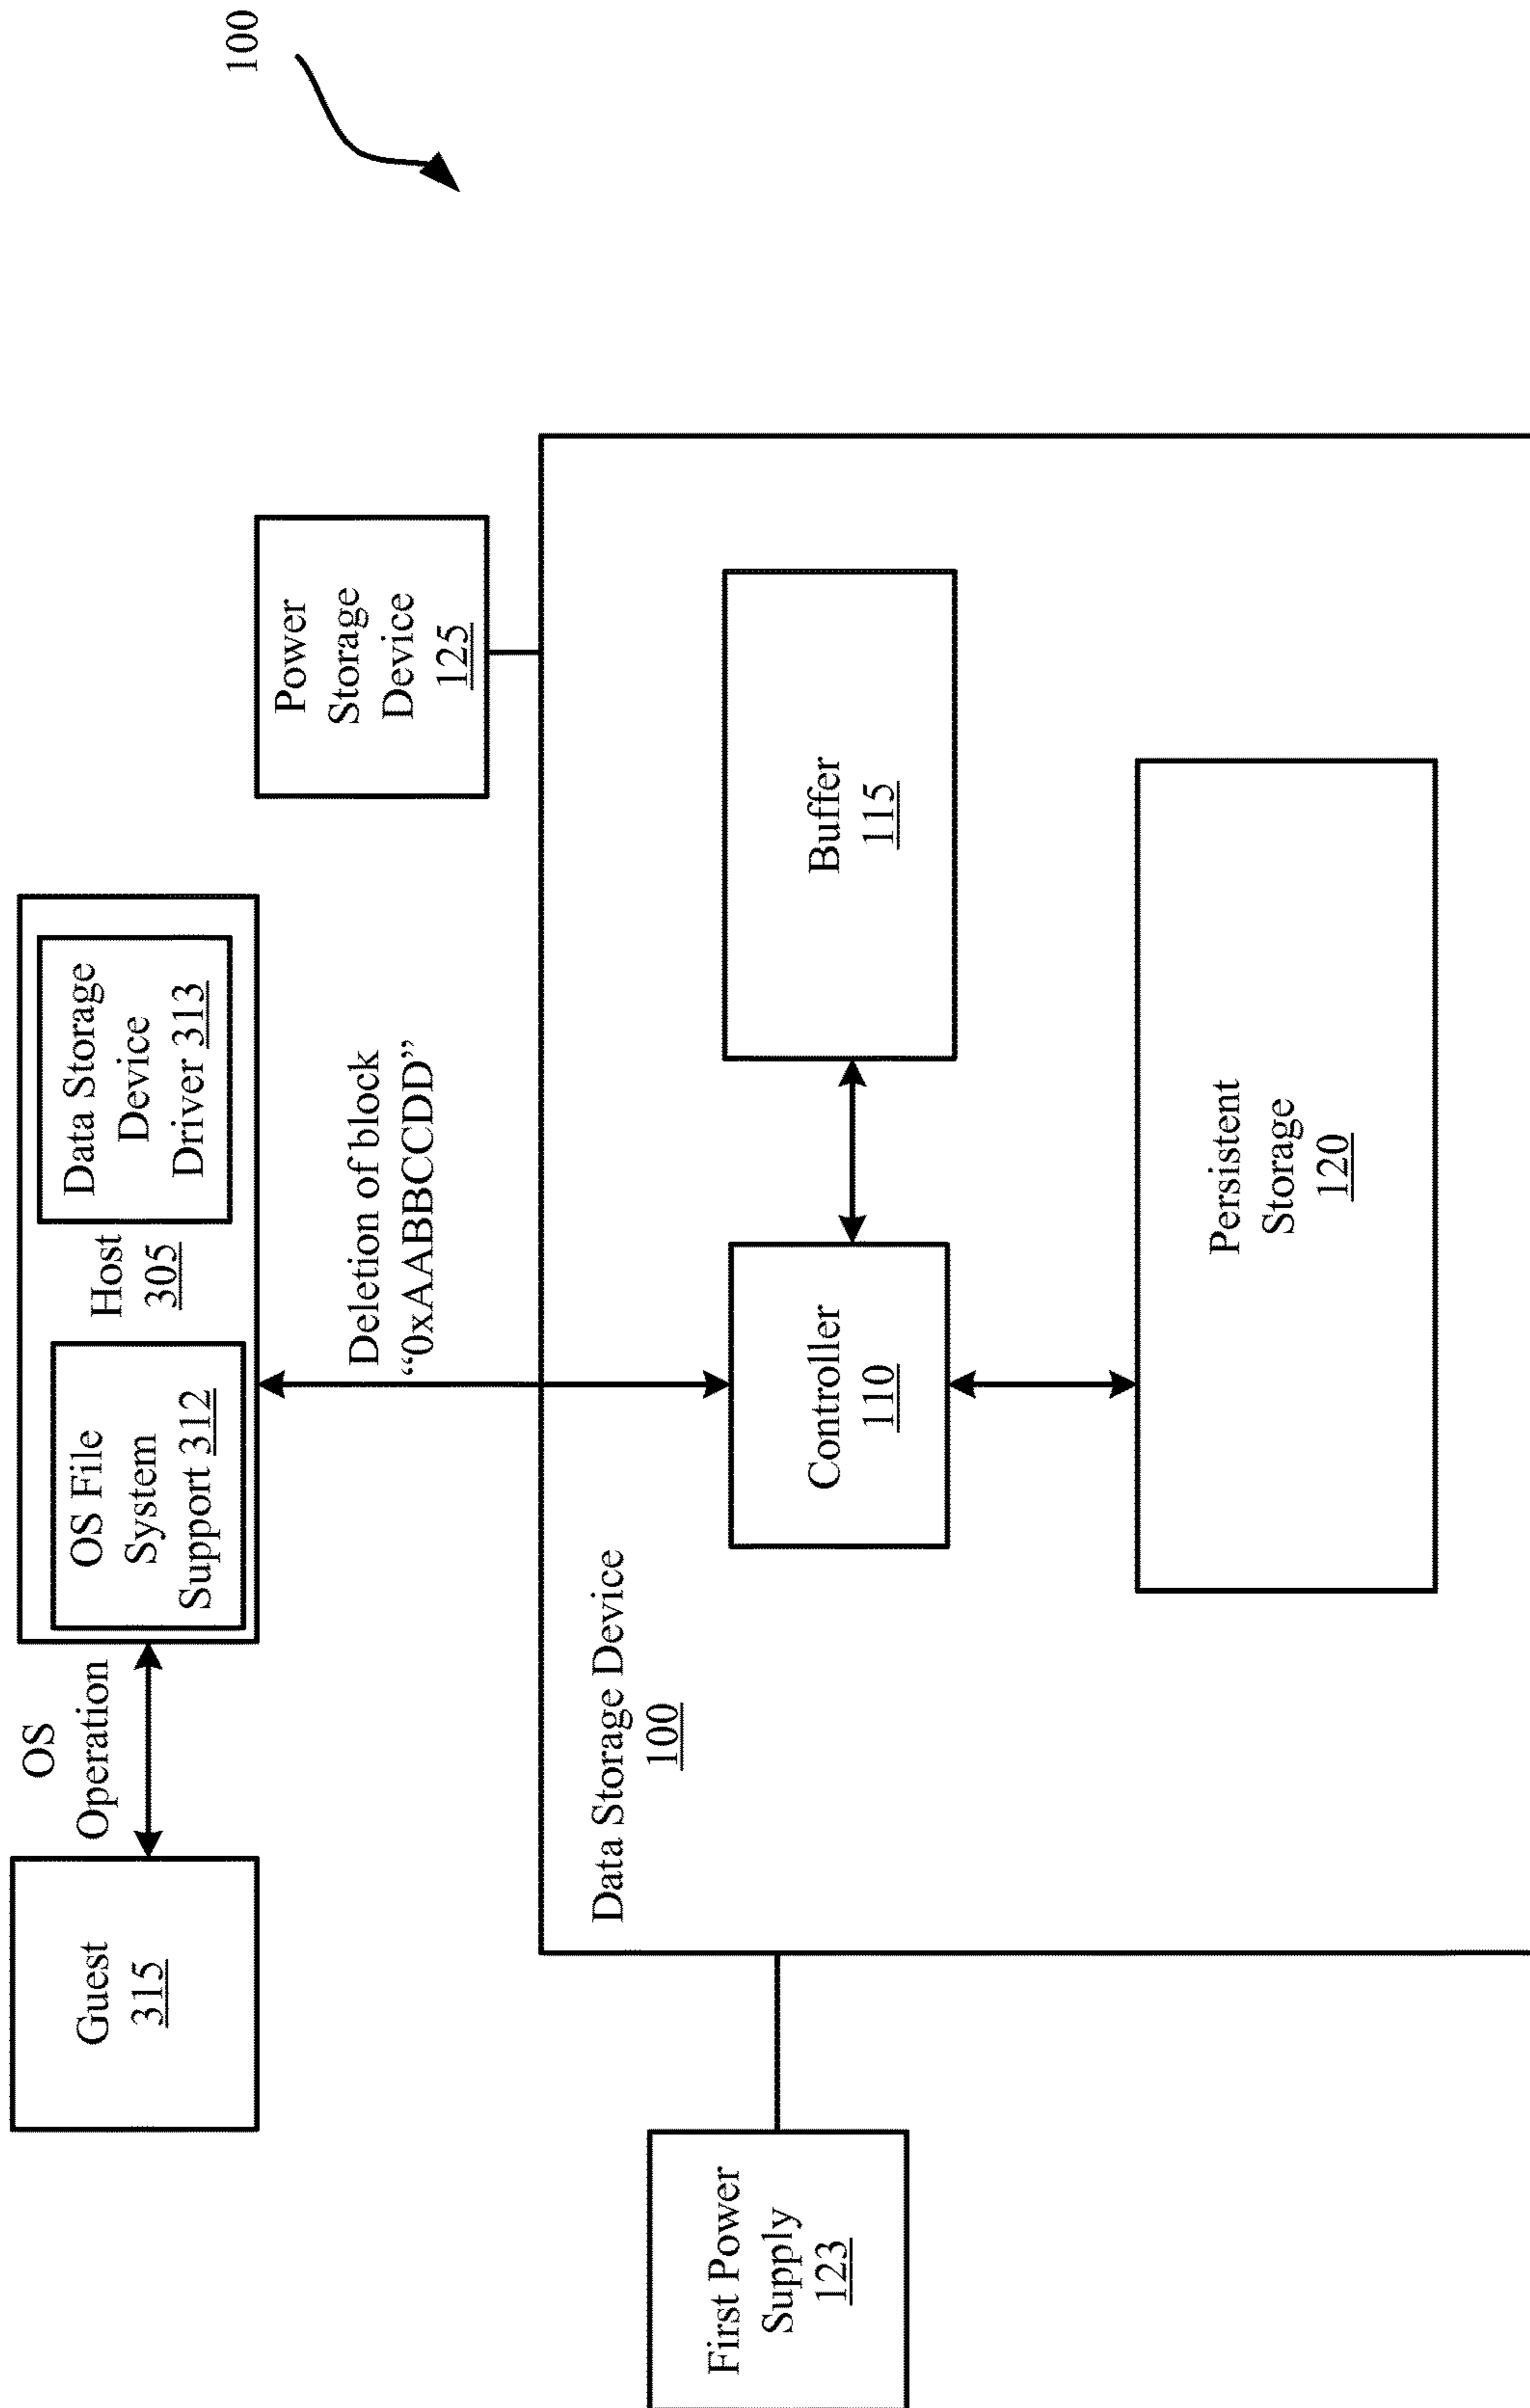 100
Guest
315
OS
Operation
OS File
System
Support 312
Host
305
Data Storage
Device
Driver 313
Deletion of block
“0xAABBCCDD”
Power
Storage
Device
125
First Power
Supply
123
Data Storage Device
100
Controller
110
Buffer
115
Persistent
Storage
120